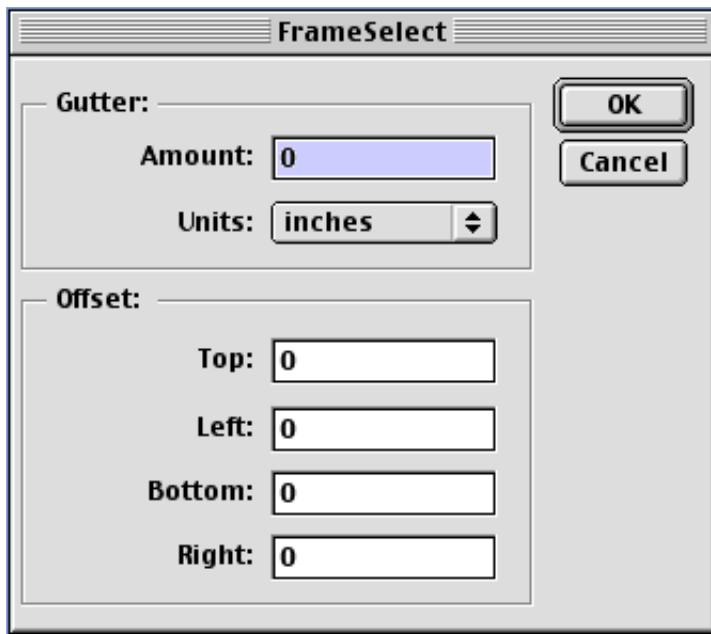 FrameSelect
Gutter:
OK
Amount: 0
Cancel
Units: inches
Offset:
Top: 0
Left: 0
Bottom: 0
Right: 0